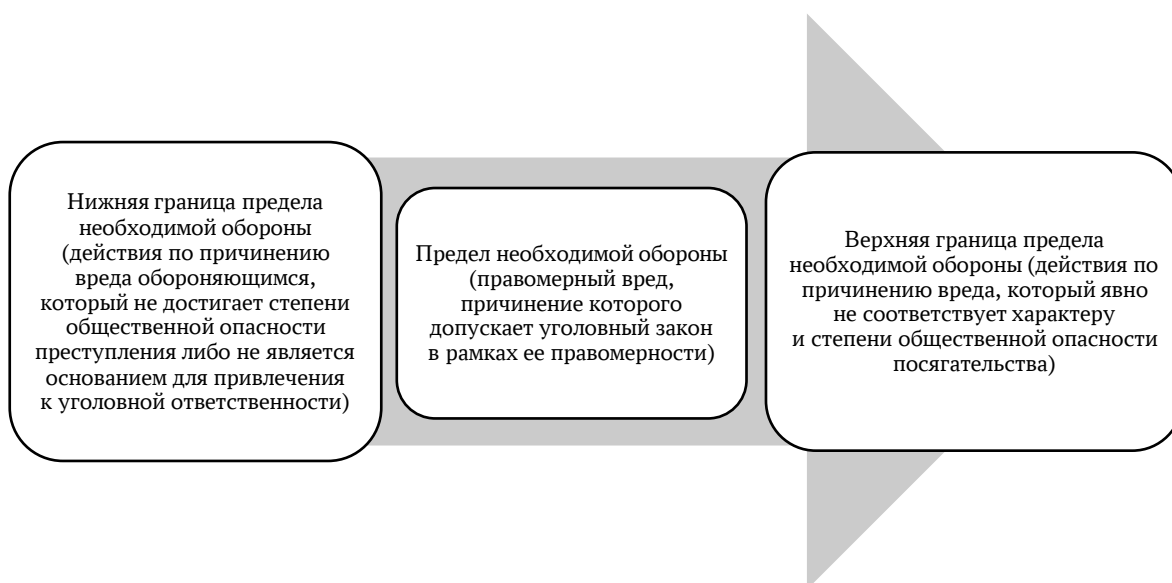 Нижняя граница предела
необходимой обороны
(действия по причинению
вреда обороняющимся,
который не достигает степени
общественной опасности
преступления либо не является
основанием для привлечения
к уголовной ответственности)
Предел необходимой обороны
(правомерный вред,
причинение которого
допускает уголовный закон
в рамках ее правомерности)
Верхняя граница предела
необходимой обороны (действия по
причинению вреда, который явно
не соответствует характеру
и степени общественной опасности
посягательства)